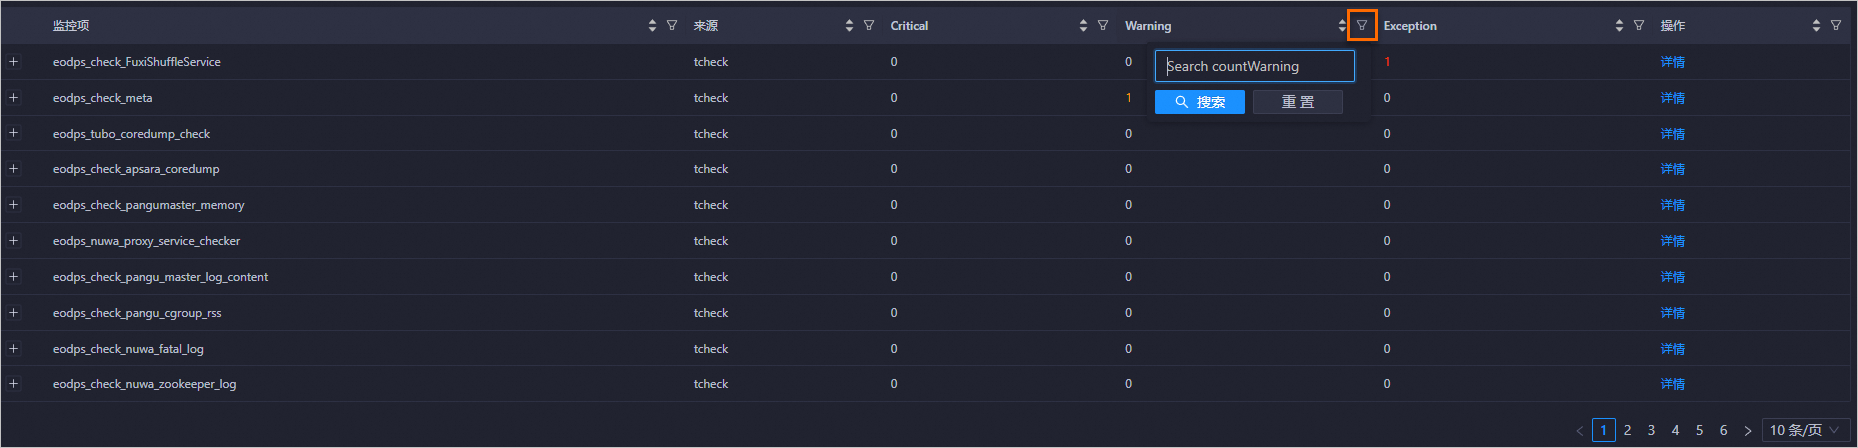 监控项 来源 Critical Warning Exception 操作
eodps_check_FuxiShuffleService tcheck 0 0 1 详情
Search countWarning
eodps_check_meta tcheck 0 1 0 详情
搜索 重 置
eodps_tubo_coredump_check tcheck 0 0 0 详情
eodps_check_apsara_coredump tcheck 0 0 0 详情
eodps_check_pangumaster_memory tcheck 0 0 0 详情
eodps_nuwa_proxy_service_checker tcheck 0 0 0 详情
eodps_check_pangu_master_log_content tcheck 0 0 0 详情
eodps_check_pangu_cgroup_rss tcheck 0 0 0 详情
eodps_check_nuwa_fatal_log tcheck 0 0 0 详情
eodps_check_nuwa_zookeeper_log tcheck 0 0 0 详情
< 1 2 3 4 5 6 > 10 条/页